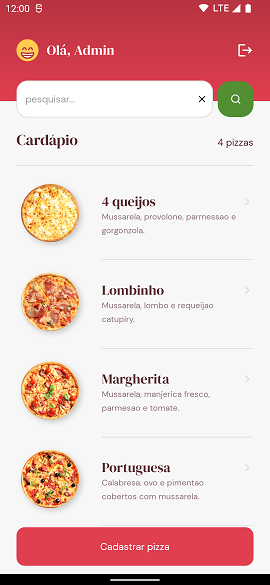 12:00 LTE
Olá, Admin
pesquisar...
Cardápio
4 pizzas
4 queijos
Mussarela, provolone, parmessao e
gorgonzola.
Lombinho
Mussarela, lombo e requeijao
catupiry.
Margherita
Mussarela, manjerica fresco,
parmesao e tomate.
Portuguesa
Calabresa, ovo e pimentao
cobertos com mussarela.
Cadastrar pizza